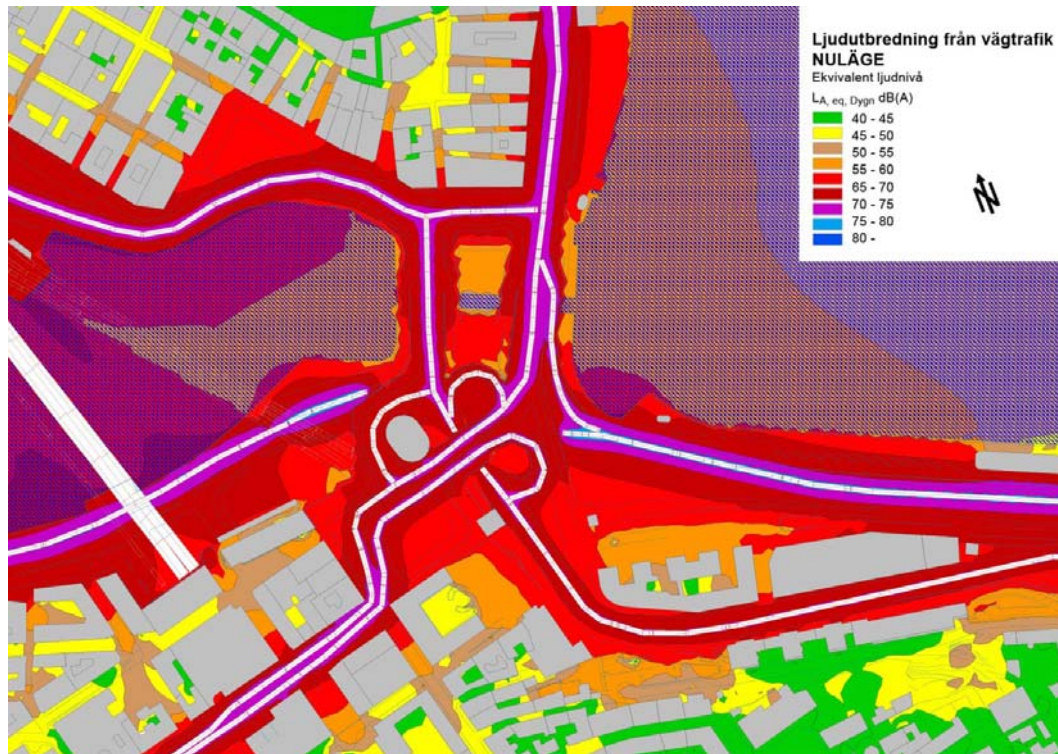 Ljudutbredning från vägtrafik
NULÄGE
Ekvivalent ljudnivå
LA, eq, Dygn dB(A)
40 - 45
45 - 50
50 - 55
55 - 60
65 - 70
70 - 75
75 - 80
80 -
N